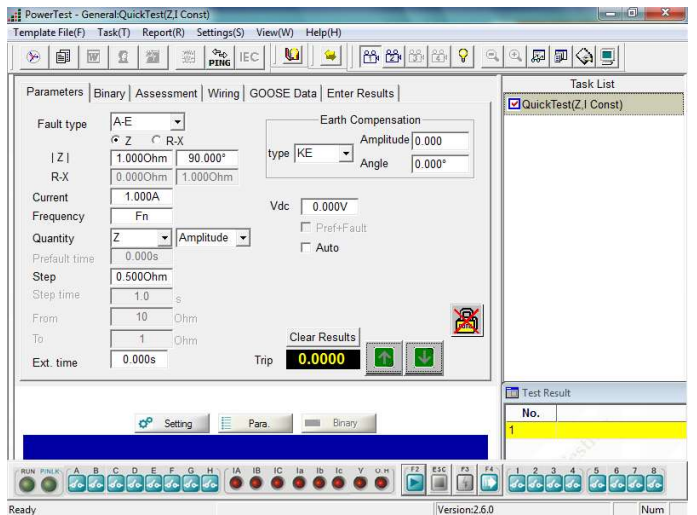 PowerTest - General:QuickTest(Z,I Const)
Template File(F) Task(T) Report(R) Settings(S) View(W) Help(H)
PING IEC
Parameters Binary Assessment Wiring GOOSE Data Enter Results
Task List
QuickTest(Z,I Const)
Fault type A-E
Z R-X
Earth Compensation
type KE
Amplitude 0.000
Angle 0.000°
|Z| 1.000Ohm 90.000°
R-X 0.000Ohm 1.000Ohm
Current 1.000A
Frequency Fn
Vdc 0.000V
Pref+Fault
Quantity Z Amplitude
Auto
Prefault time 0.000s
Step 0.500Ohm
Step time 1.0 s
From 10 Ohm
To 1 Ohm
Clear Results
Ext. time 0.000s
Trip 0.0000
Test Result
No.
1
Setting Para. Binary
RUN A B C D E F G H IA IB IC Ia Ib Ic V O.H F2 ESC F3 F4 1 2 3 4 5 6 7 8
Ready Version:2.6.0 Num